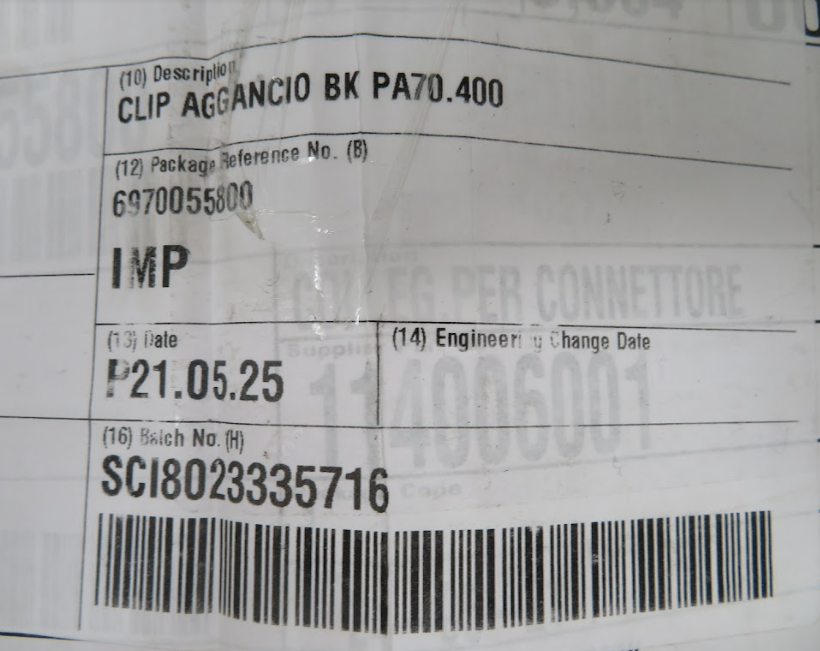 (10) Description
CLIP AGGANCIO BK PA70.400
(12) Package Reference No. (B)
6970055800
IMP
(13) Date
(14) Engineering Change Date
P21.05.25
(16) Batch No. (H)
SCI8023335716
PER CONNETTORE
114006001